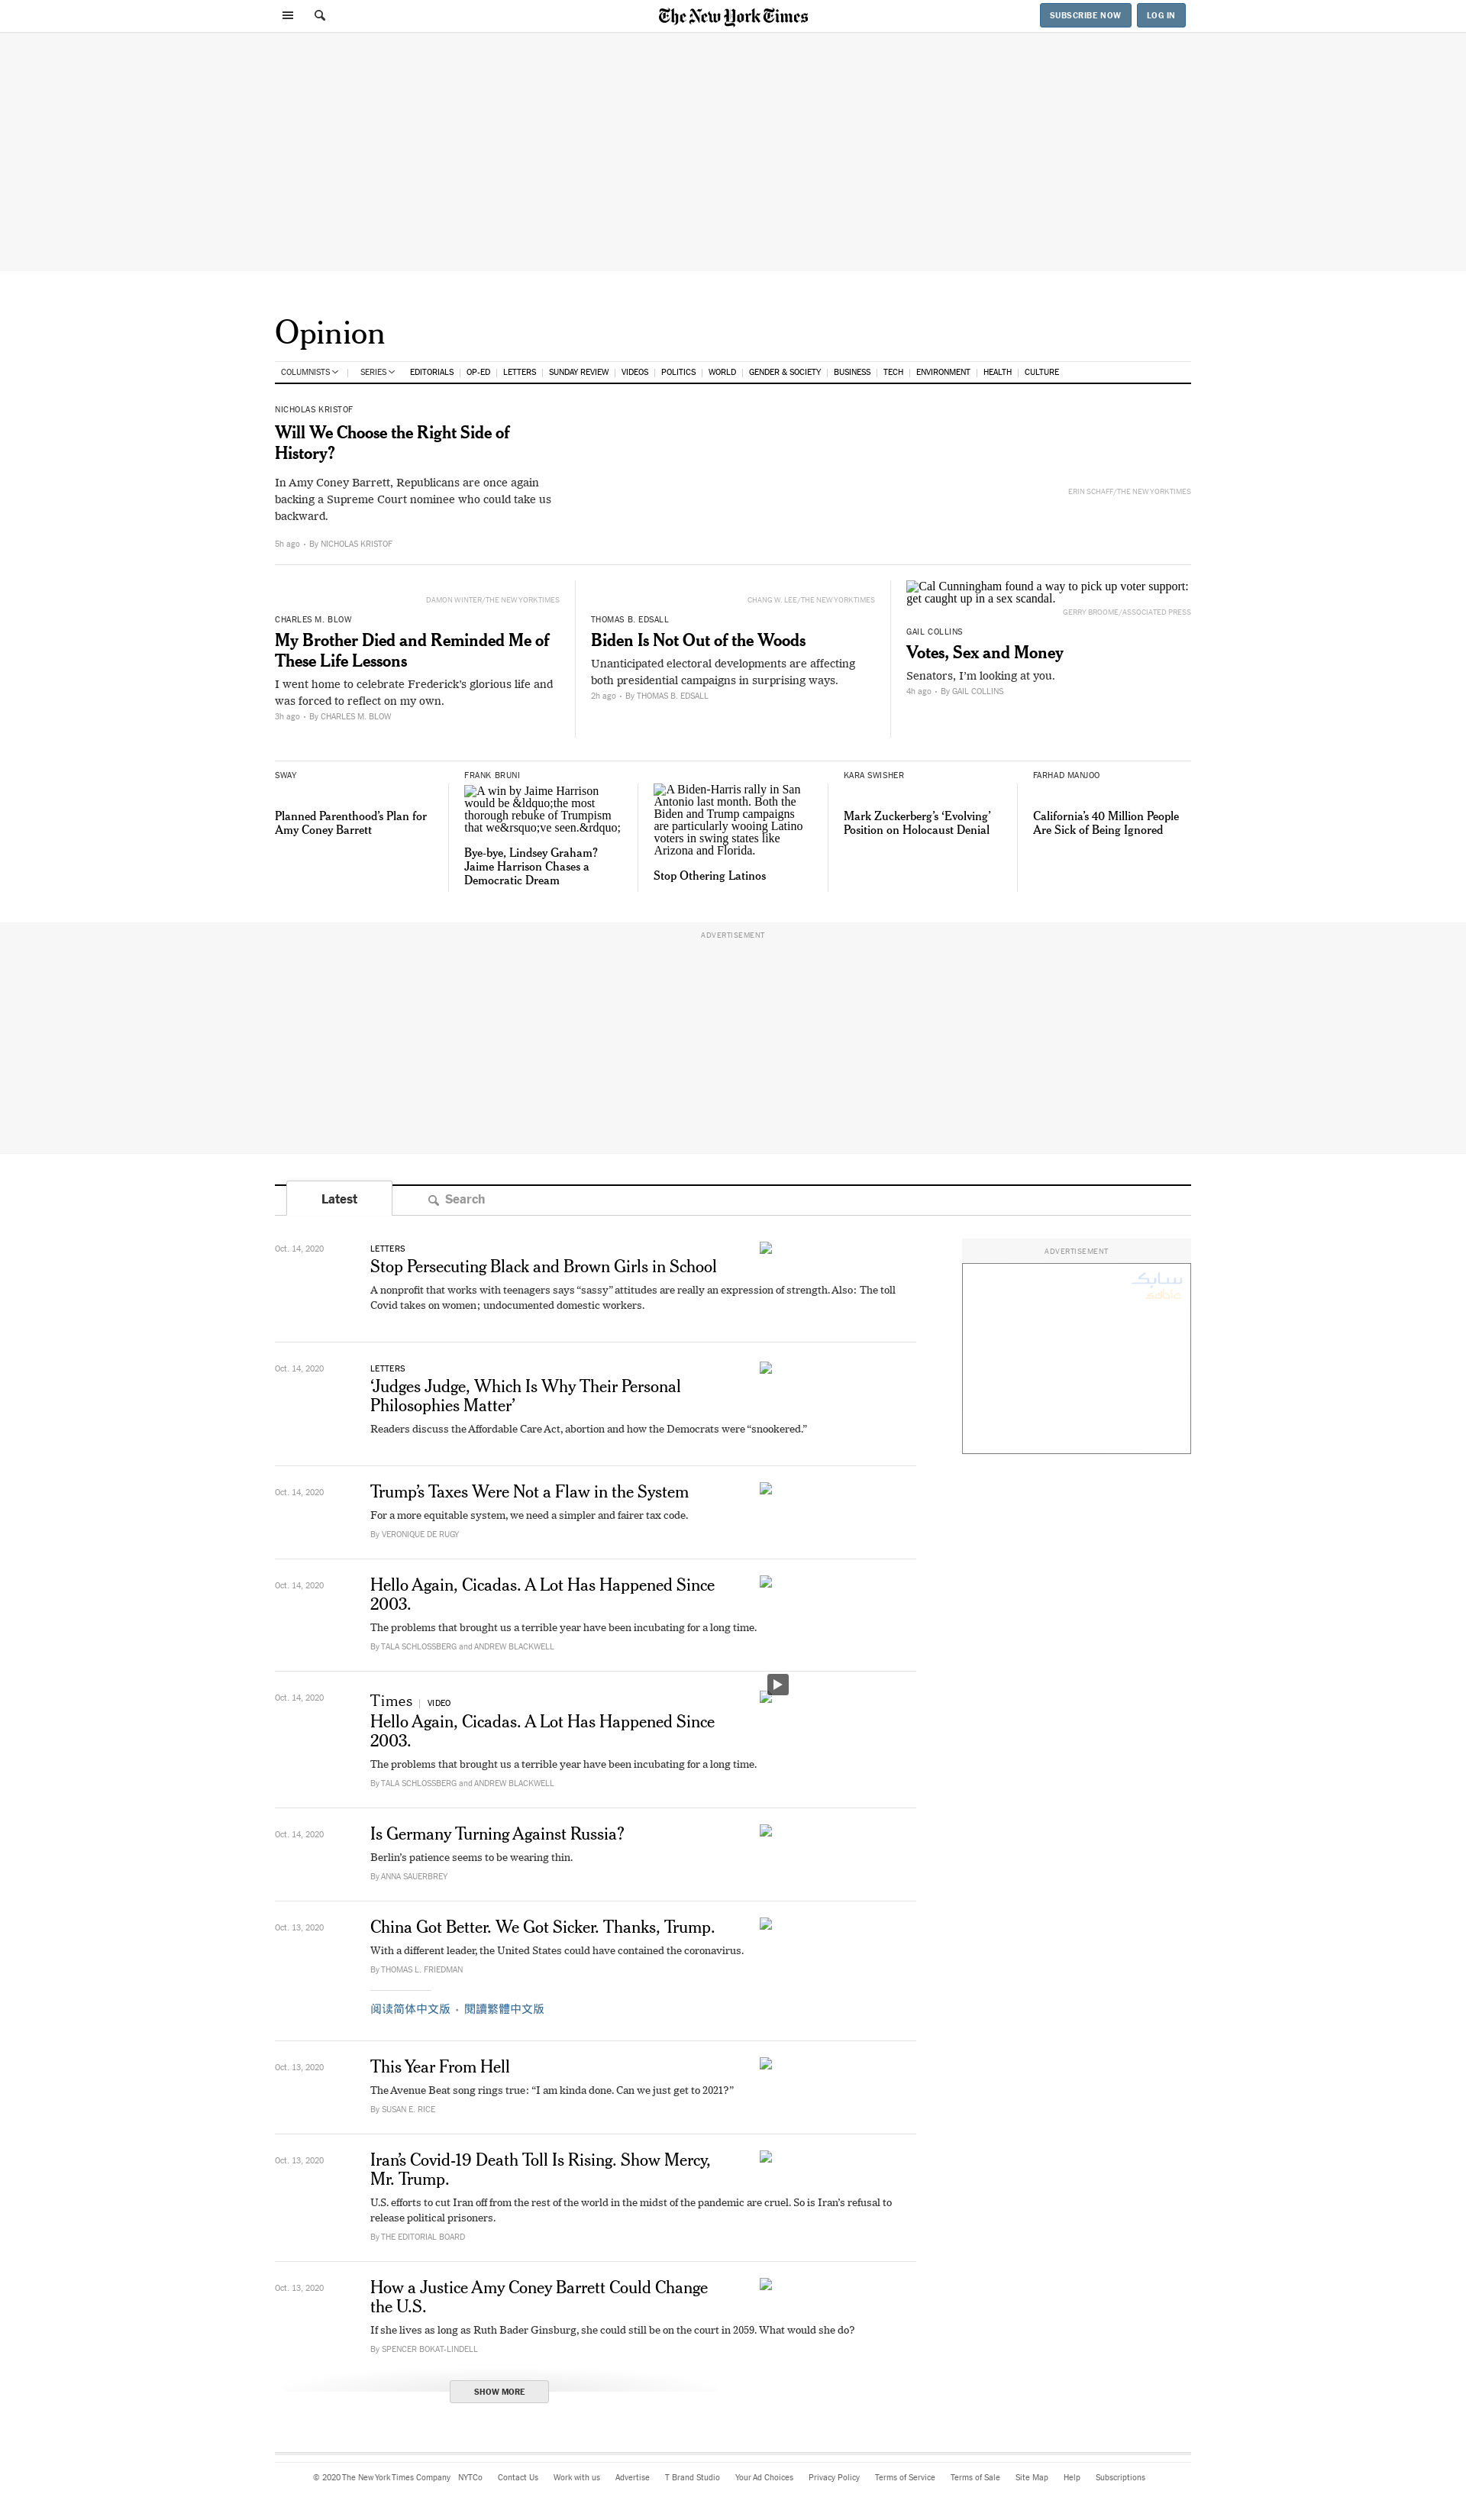 The New York Times
SUBSCRIBE NOW
LOG IN
Opinion
COLUMNISTS | SERIES EDITORIALS | OP-ED | LETTERS | SUNDAY REVIEW | VIDEOS | POLITICS | WORLD | GENDER & SOCIETY | BUSINESS | TECH | ENVIRONMENT | HEALTH | CULTURE
NICHOLAS KRISTOF
Will We Choose the Right Side of
History?
In Amy Coney Barrett, Republicans are once again
backing a Supreme Court nominee who could take us
backward.
5h ago • By NICHOLAS KRISTOF
ERIN SCHAFF/THE NEW YORK TIMES
DAMON WINTER/THE NEW YORK TIMES
CHARLES M. BLOW
My Brother Died and Reminded Me of
These Life Lessons
I went home to celebrate Frederick’s glorious life and
was forced to reflect on my own.
3h ago • By CHARLES M. BLOW
CHANG W. LEE/THE NEW YORK TIMES
THOMAS B. EDSALL
Biden Is Not Out of the Woods
Unanticipated electoral developments are affecting
both presidential campaigns in surprising ways.
2h ago • By THOMAS B. EDSALL
Cal Cunningham found a way to pick up voter support:
get caught up in a sex scandal.
GERRY BROOME/ASSOCIATED PRESS
GAIL COLLINS
Votes, Sex and Money
Senators, I’m looking at you.
4h ago • By GAIL COLLINS
SWAY
Planned Parenthood’s Plan for
Amy Coney Barrett
FRANK BRUNI
A win by Jaime Harrison
would be &ldquo;the most
thorough rebuke of Trumpism
that we&rsquo;ve seen.&rdquo;
Bye-bye, Lindsey Graham?
Jaime Harrison Chases a
Democratic Dream
A Biden-Harris rally in San
Antonio last month. Both the
Biden and Trump campaigns
are particularly wooing Latino
voters in swing states like
Arizona and Florida.
Stop Othering Latinos
KARA SWISHER
Mark Zuckerberg’s ‘Evolving’
Position on Holocaust Denial
FARHAD MANJOO
California’s 40 Million People
Are Sick of Being Ignored
ADVERTISEMENT
Latest
Search
Oct. 14, 2020
LETTERS
Stop Persecuting Black and Brown Girls in School
A nonprofit that works with teenagers says “sassy” attitudes are really an expression of strength. Also: The toll
Covid takes on women; undocumented domestic workers.
ADVERTISEMENT
سابک
sabic
Oct. 14, 2020
LETTERS
‘Judges Judge, Which Is Why Their Personal
Philosophies Matter’
Readers discuss the Affordable Care Act, abortion and how the Democrats were “snookered.”
Oct. 14, 2020
Trump’s Taxes Were Not a Flaw in the System
For a more equitable system, we need a simpler and fairer tax code.
By VERONIQUE DE RUGY
Oct. 14, 2020
Hello Again, Cicadas. A Lot Has Happened Since
2003.
The problems that brought us a terrible year have been incubating for a long time.
By TALA SCHLOSSBERG and ANDREW BLACKWELL
Oct. 14, 2020
Times | VIDEO
Hello Again, Cicadas. A Lot Has Happened Since
2003.
The problems that brought us a terrible year have been incubating for a long time.
By TALA SCHLOSSBERG and ANDREW BLACKWELL
Oct. 14, 2020
Is Germany Turning Against Russia?
Berlin’s patience seems to be wearing thin.
By ANNA SAUERBREY
Oct. 13, 2020
China Got Better. We Got Sicker. Thanks, Trump.
With a different leader, the United States could have contained the coronavirus.
By THOMAS L. FRIEDMAN
阅读简体中文版 • 閱讀繁體中文版
Oct. 13, 2020
This Year From Hell
The Avenue Beat song rings true: “I am kinda done. Can we just get to 2021?”
By SUSAN E. RICE
Oct. 13, 2020
Iran’s Covid-19 Death Toll Is Rising. Show Mercy,
Mr. Trump.
U.S. efforts to cut Iran off from the rest of the world in the midst of the pandemic are cruel. So is Iran’s refusal to
release political prisoners.
By THE EDITORIAL BOARD
Oct. 13, 2020
How a Justice Amy Coney Barrett Could Change
the U.S.
If she lives as long as Ruth Bader Ginsburg, she could still be on the court in 2059. What would she do?
By SPENCER BOKAT-LINDELL
SHOW MORE
© 2020 The New York Times Company NYTCo Contact Us Work with us Advertise T Brand Studio Your Ad Choices Privacy Policy Terms of Service Terms of Sale Site Map Help Subscriptions